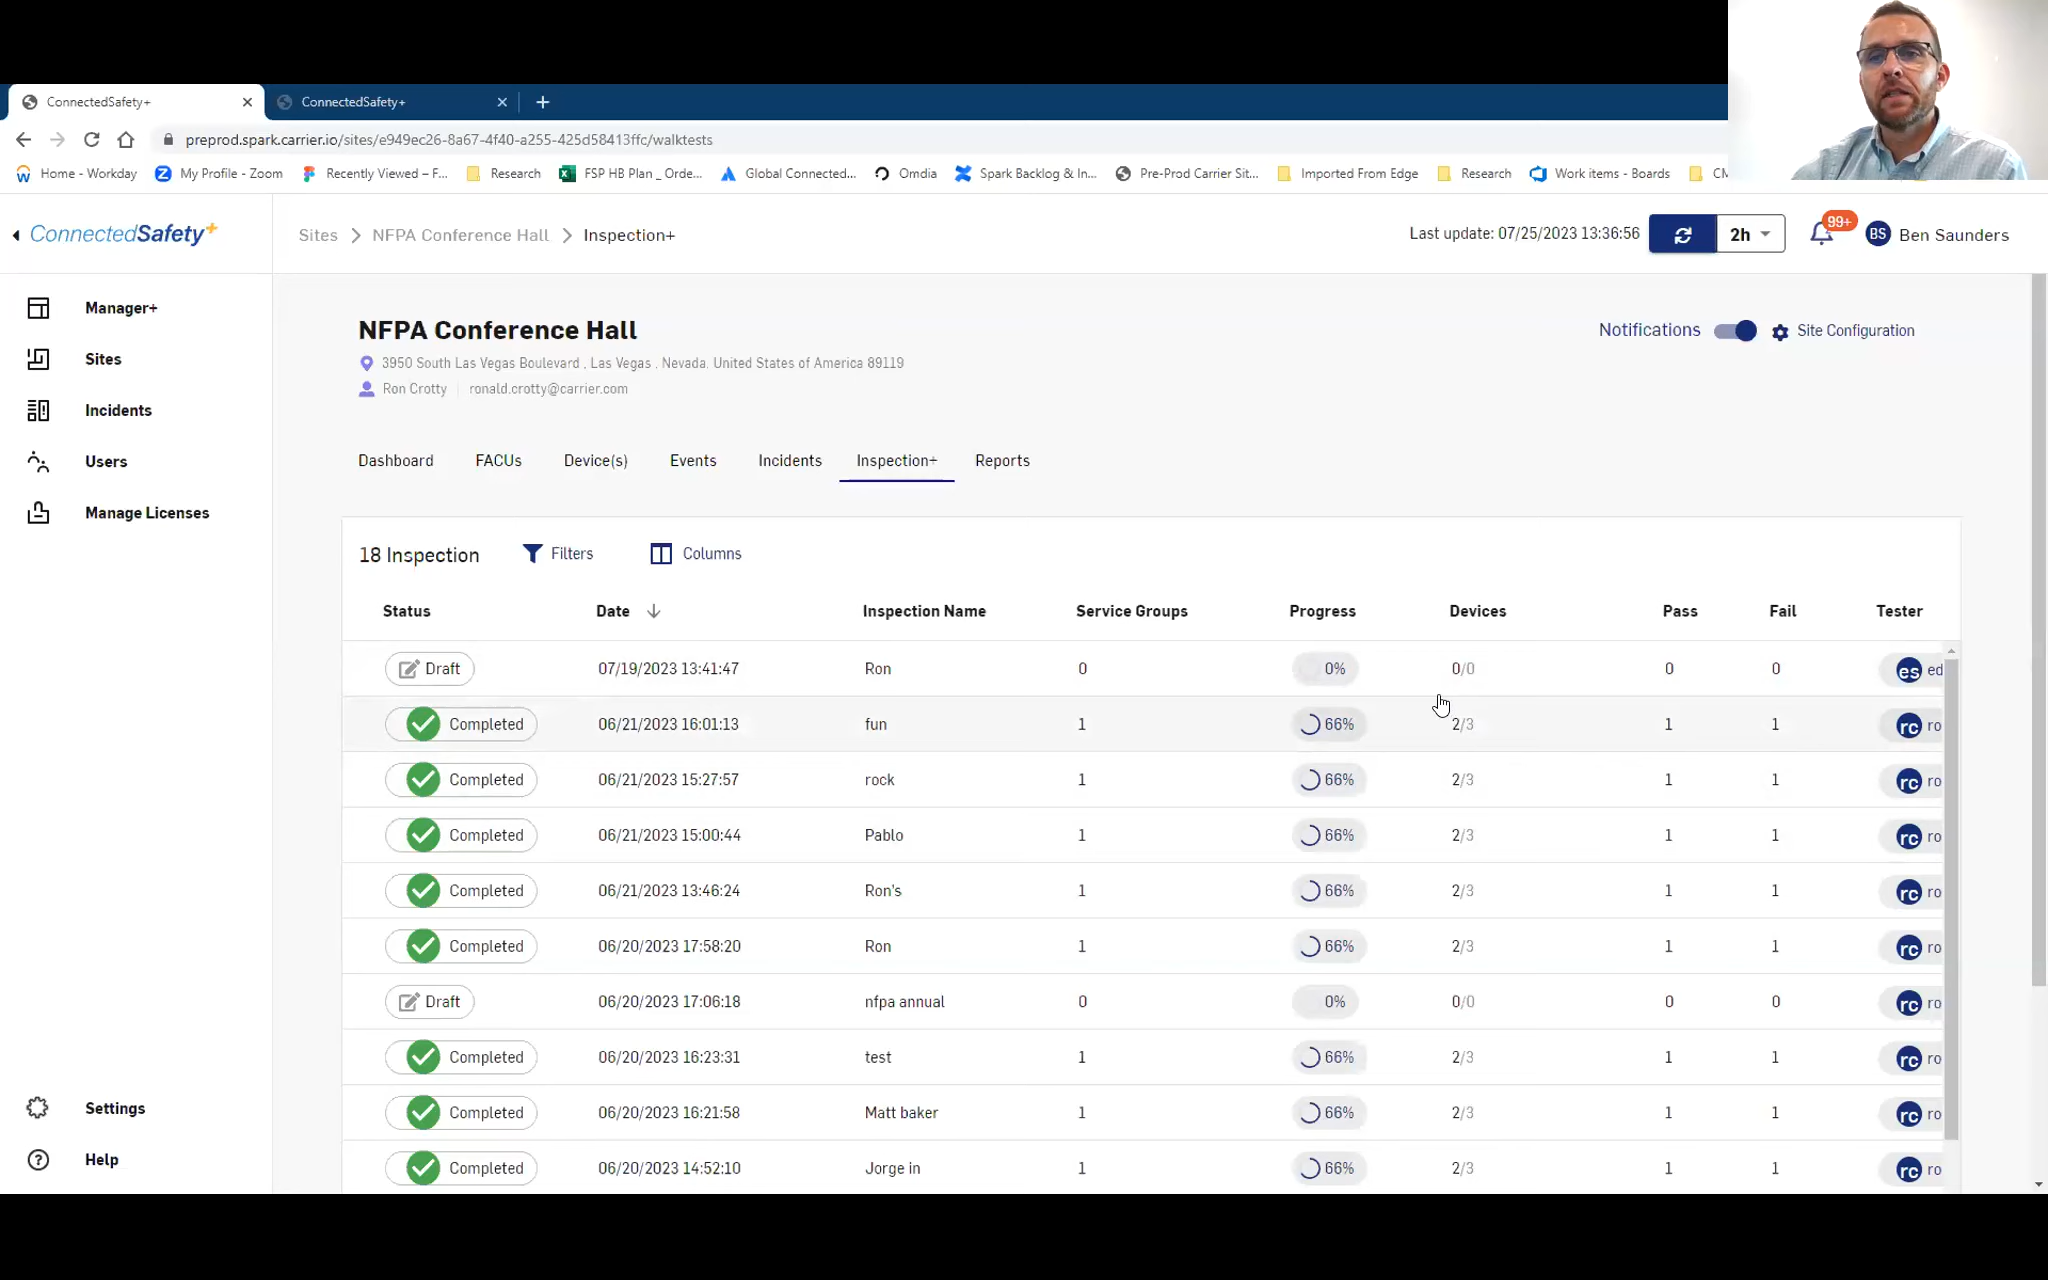 ConnectedSafety+
ConnectedSafety+
preprod.spark.carrier.io/sites/e949ec26-8a67-4f40-a255-425d58413ffc/walktests
Home - Workday My Profile - Zoom Recently Viewed – F... Research FSP HB Plan _ Orde... Global Connected... Omdia Spark Backlog & In... Pre-Prod Carrier Sit... Imported From Edge Research Work items - Boards CM
ConnectedSafety+
Sites > NFPA Conference Hall > Inspection+
Last update: 07/25/2023 13:36:56
2h
99+
BS Ben Saunders
Manager+
Sites
Incidents
Users
Manage Licenses
Settings
Help
NFPA Conference Hall
Notifications Site Configuration
3950 South Las Vegas Boulevard , Las Vegas , Nevada. United States of America 89119
Ron Crotty | ronald.crotty@carrier.com
Dashboard FACUs Device(s) Events Incidents Inspection+ Reports
18 Inspection Filters Columns
Status Date Inspection Name Service Groups Progress Devices Pass Fail Tester
Draft 07/19/2023 13:41:47 Ron 0 0% 0/0 0 0 es ed
Completed 06/21/2023 16:01:13 fun 1 66% 2/3 1 1 rc ro
Completed 06/21/2023 15:27:57 rock 1 66% 2/3 1 1 rc ro
Completed 06/21/2023 15:00:44 Pablo 1 66% 2/3 1 1 rc ro
Completed 06/21/2023 13:46:24 Ron's 1 66% 2/3 1 1 rc ro
Completed 06/20/2023 17:58:20 Ron 1 66% 2/3 1 1 rc ro
Draft 06/20/2023 17:06:18 nfpa annual 0 0% 0/0 0 0 rc ro
Completed 06/20/2023 16:23:31 test 1 66% 2/3 1 1 rc ro
Completed 06/20/2023 16:21:58 Matt baker 1 66% 2/3 1 1 rc ro
Completed 06/20/2023 14:52:10 Jorge in 1 66% 2/3 1 1 rc ro